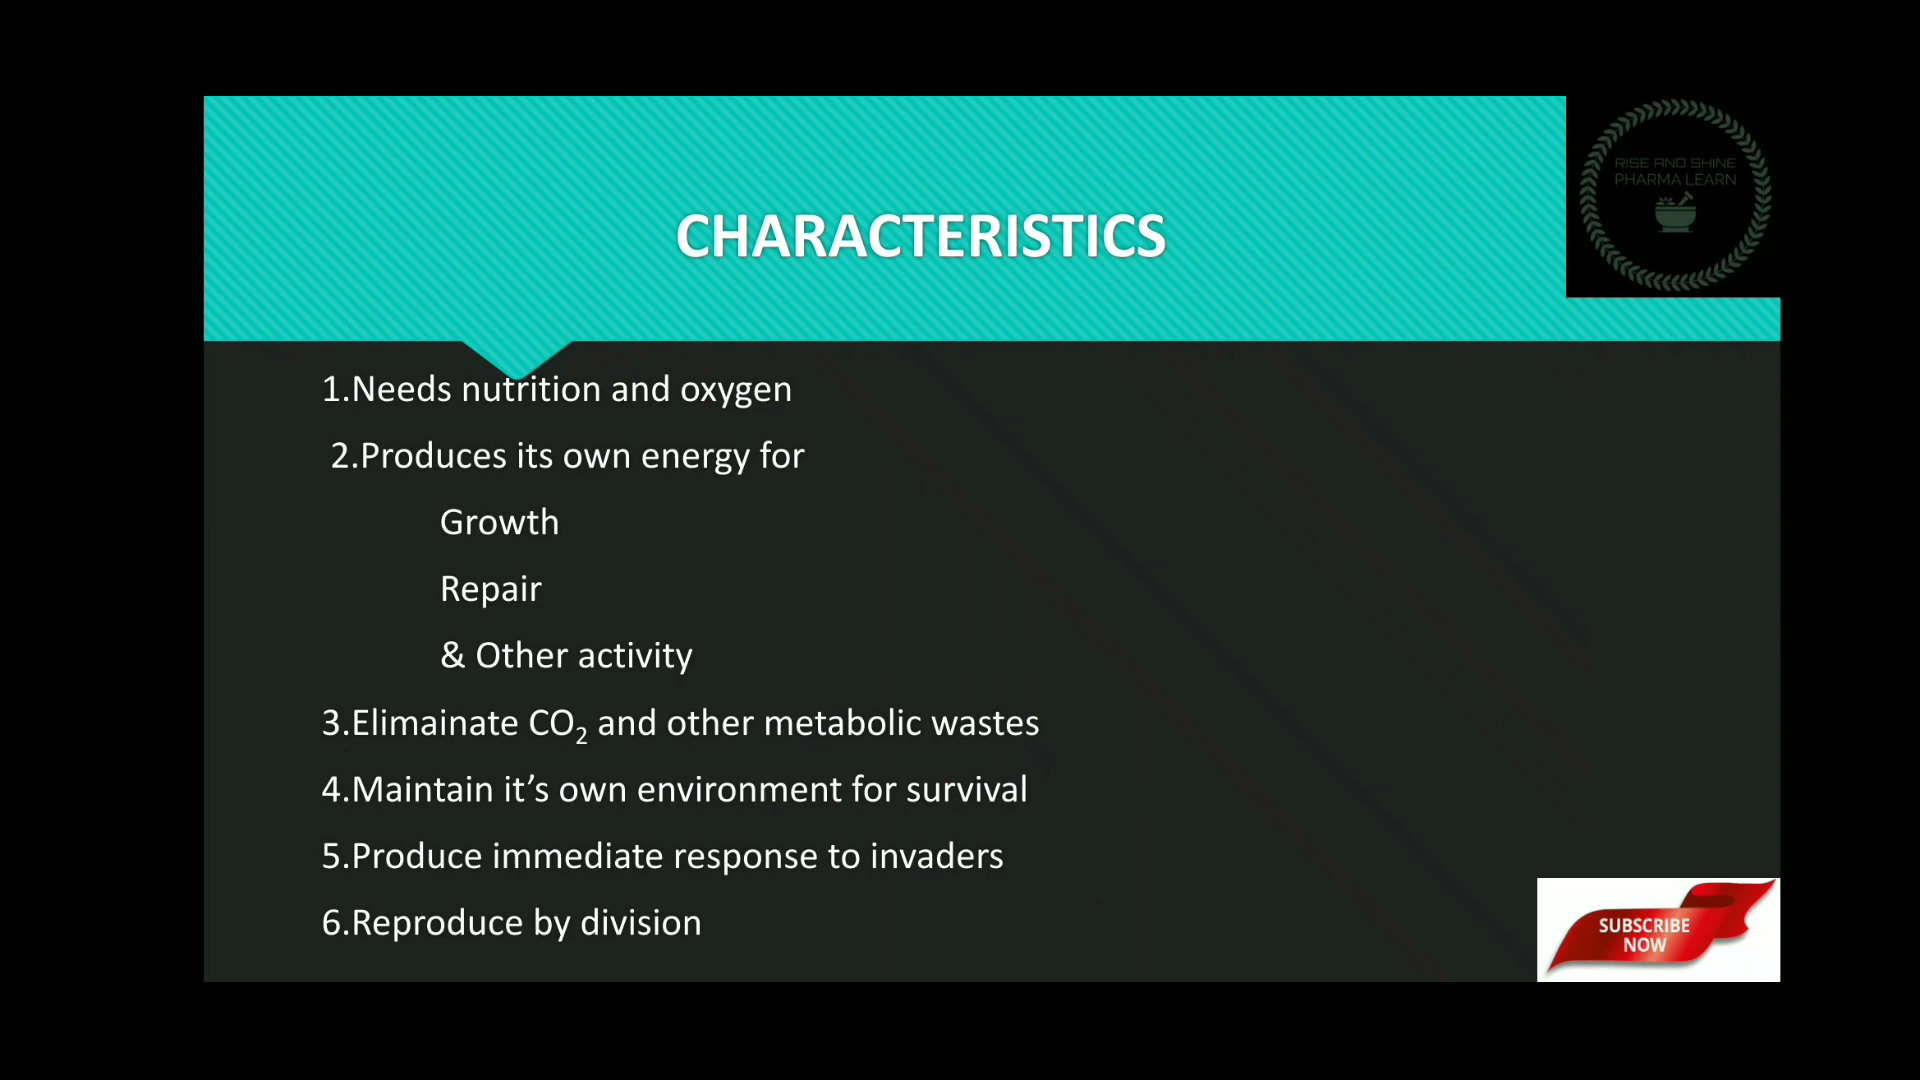 RISE AND SHINE
PHARMA LEARN
CHARACTERISTICS
1.Needs nutrition and oxygen
2.Produces its own energy for
Growth
Repair
& Other activity
3.Elimainate CO₂ and other metabolic wastes
4.Maintain it’s own environment for survival
5.Produce immediate response to invaders
6.Reproduce by division
SUBSCRIBE
NOW